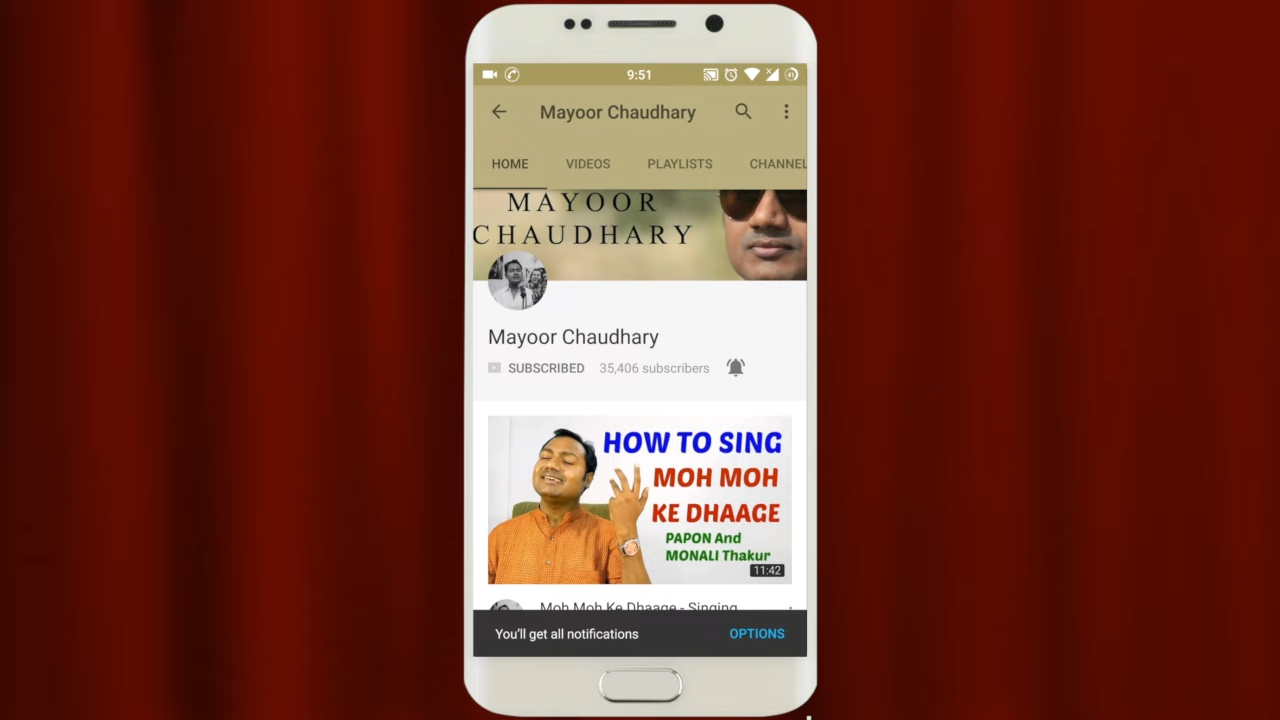 9:51
41
Mayoor Chaudhary
HOME VIDEOS PLAYLISTS CHANNEL
MAYOOR
CHAUDHARY
Mayoor Chaudhary
SUBSCRIBED 35,406 subscribers
HOW TO SING
MOH MOH
KE DHAAGE
PAPON And
MONALI Thakur
11:42
Moh Moh Ke Dhaage - Singing
You'll get all notifications OPTIONS